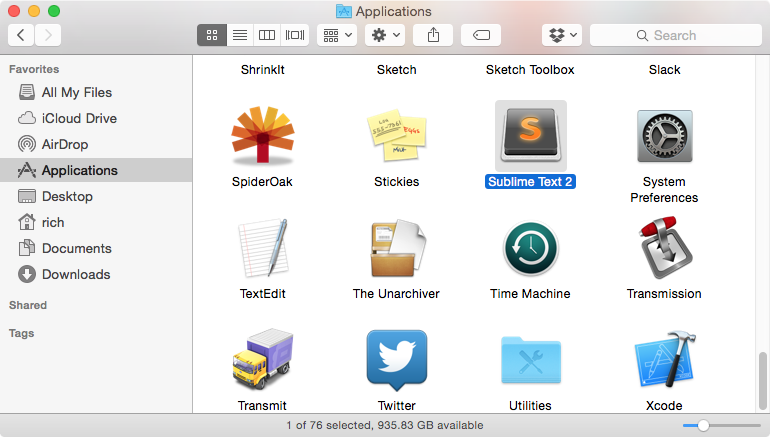 Applications
Search
Favorites
All My Files
iCloud Drive
AirDrop
Applications
Desktop
rich
Documents
Downloads
Shared
Tags
ShrinkIt
Sketch
Sketch Toolbox
Slack
SpiderOak
Stickies
Sublime Text 2
System
Preferences
TextEdit
The Unarchiver
Time Machine
Transmission
Transmit
Twitter
Utilities
Xcode
1 of 76 selected, 935.83 GB available